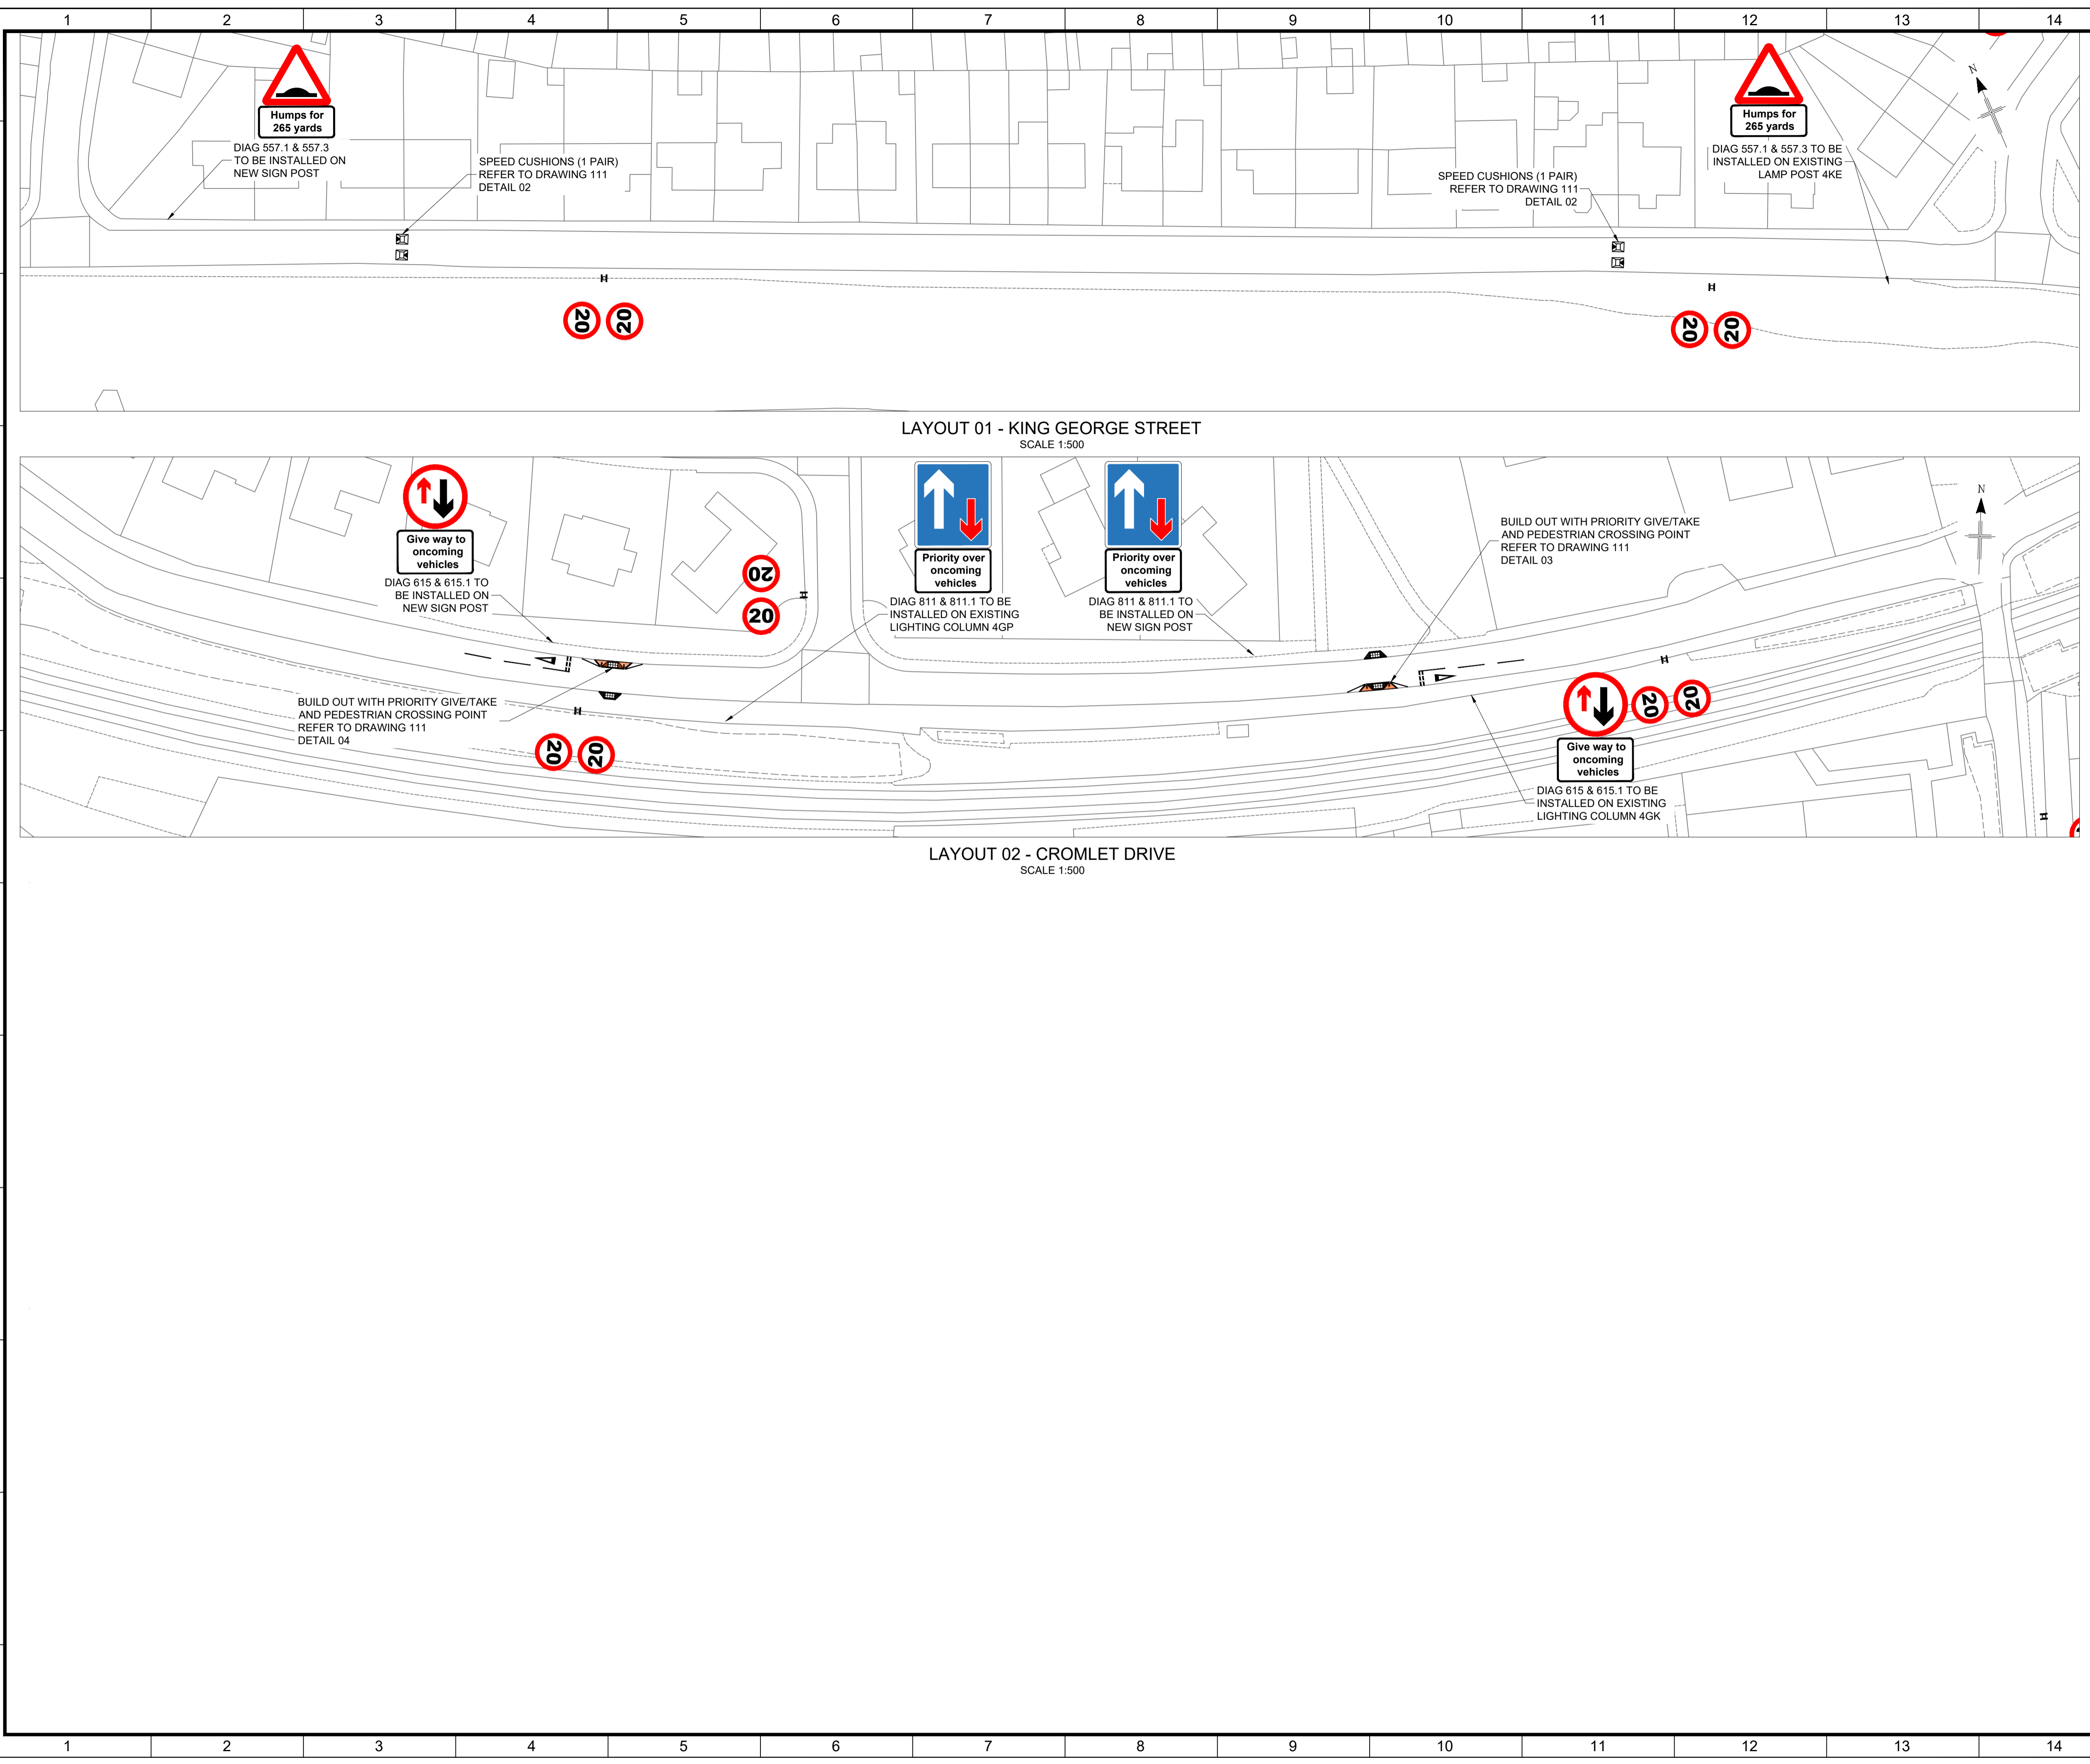 1 2 3 4 5 6 7 8 9 10 11 12 13 14
Humps for
265 yards
DIAG 557.1 & 557.3
TO BE INSTALLED ON
NEW SIGN POST
SPEED CUSHIONS (1 PAIR)
REFER TO DRAWING 111
DETAIL 02
SPEED CUSHIONS (1 PAIR)
REFER TO DRAWING 111
DETAIL 02
Humps for
265 yards
DIAG 557.1 & 557.3 TO BE
INSTALLED ON EXISTING
LAMP POST 4KE
N
20 20
20 20
LAYOUT 01 - KING GEORGE STREET
SCALE 1:500
Give way to
oncoming
vehicles
DIAG 615 & 615.1 TO
BE INSTALLED ON
NEW SIGN POST
20
20
Priority over
oncoming
vehicles
DIAG 811 & 811.1 TO BE
INSTALLED ON EXISTING
LIGHTING COLUMN 4GP
Priority over
oncoming
vehicles
DIAG 811 & 811.1 TO
BE INSTALLED ON
NEW SIGN POST
BUILD OUT WITH PRIORITY GIVE/TAKE
AND PEDESTRIAN CROSSING POINT
REFER TO DRAWING 111
DETAIL 03
N
BUILD OUT WITH PRIORITY GIVE/TAKE
AND PEDESTRIAN CROSSING POINT
REFER TO DRAWING 111
DETAIL 04
20 20
20 20
Give way to
oncoming
vehicles
DIAG 615 & 615.1 TO BE
INSTALLED ON EXISTING
LIGHTING COLUMN 4GK
LAYOUT 02 - CROMLET DRIVE
SCALE 1:500
1 2 3 4 5 6 7 8 9 10 11 12 13 14